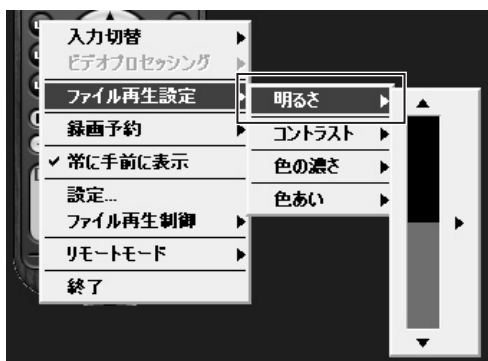 入力切替
ビデオプロセッシング
ファイル再生設定
録画予約
常に手前に表示
設定...
ファイル再生制御
リモートモード
終了
明るさ
コントラスト
色の濃さ
色あい